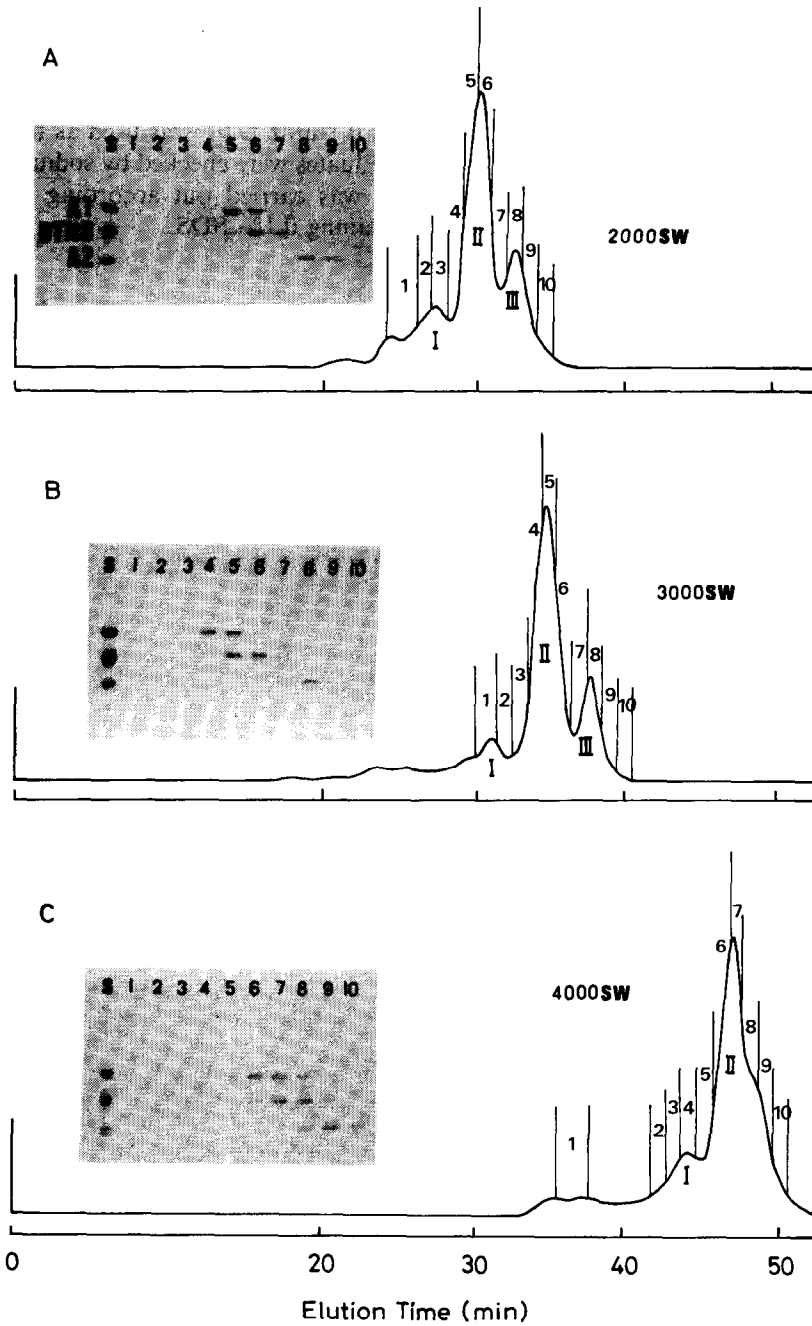 A
S 1 2 3 4 5 6 7 8 9 10
A1
A2
1 2 3 4 5 6 7 8 9 10
I II III
2000SW
B
S 1 2 3 4 5 6 7 8 9 10
1 2 3 4 5 6 7 8 9 10
I II III
3000SW
C
S 1 2 3 4 5 6 7 8 9 10
1 2 3 4 5 6 7 8 9 10
I II
4000SW
0 20 30 40 50
Elution Time (min)